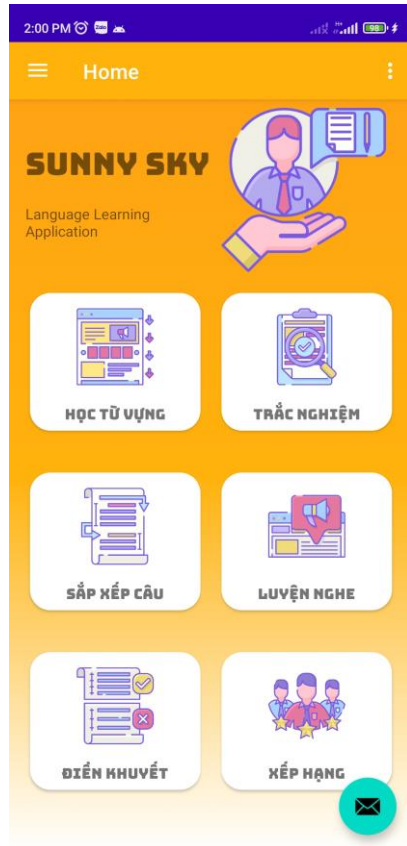 2:00 PM
98
Home
SUNNY SKY
Language Learning
Application
HỌC TỪ VỰNG
TRẮC NGHIỆM
SẮP XẾP CÂU
LUYỆN NGHE
ĐIỀN KHUYẾT
XẾP HẠNG